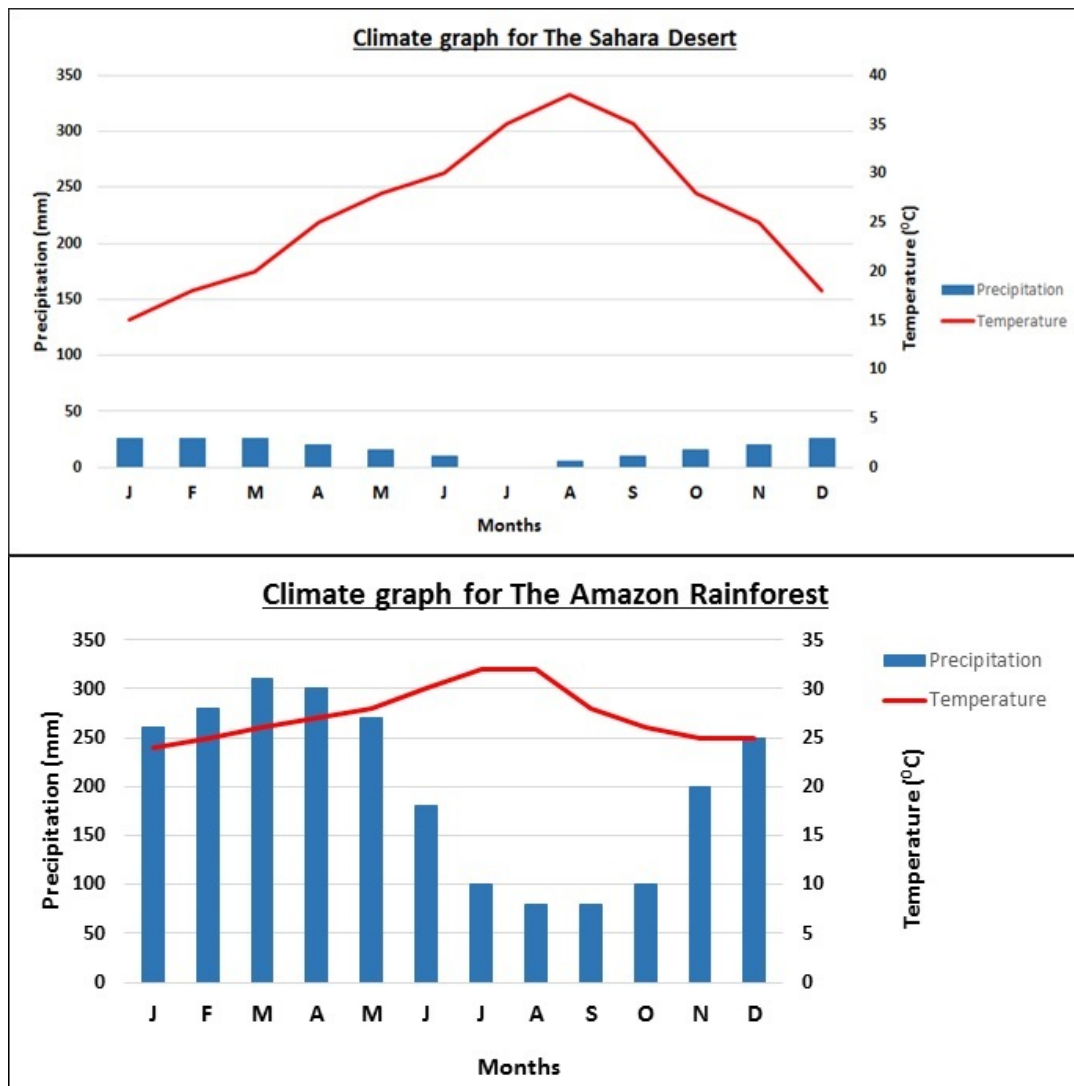 Climate graph for The Sahara Desert
Precipitation (mm)
350
300
250
200
150
100
50
0
J F M A M J J A S O N D
Months
40
35
30
25
20
15
10
5
0
Temperature (⁰C)
Precipitation
Temperature
Climate graph for The Amazon Rainforest
Precipitation (mm)
350
300
250
200
150
100
50
0
J F M A M J J A S O N D
Months
35
30
25
20
15
10
5
0
Temperature (⁰C)
Precipitation
Temperature